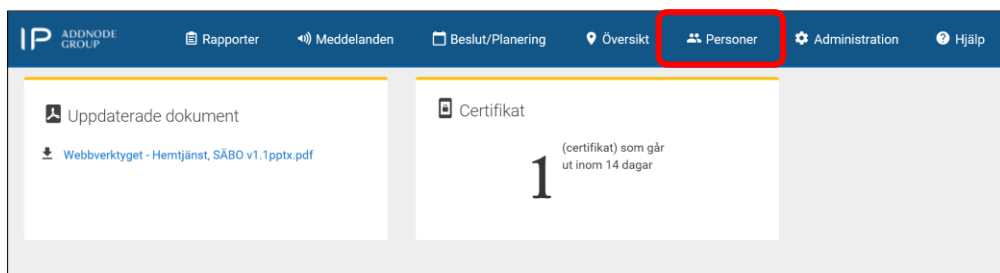 IP ADDNODE
GROUP
Rapporter
Meddelanden
Beslut/Planering
Översikt
Personer
Administration
Hjälp
Uppdaterade dokument
Webbverktyget - Hemtjänst, SÄBO v1.1pptx.pdf
Certifikat
1
(certifikat) som går
ut inom 14 dagar